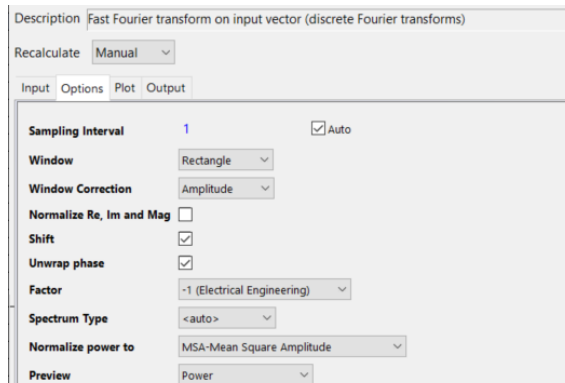 Description Fast Fourier transform on input vector (discrete Fourier transforms)
Recalculate Manual
Input Options Plot Output
Sampling Interval 1 Auto
Window Rectangle
Window Correction Amplitude
Normalize Re, Im and Mag
Shift
Unwrap phase
Factor -1 (Electrical Engineering)
Spectrum Type <auto>
Normalize power to MSA-Mean Square Amplitude
Preview Power